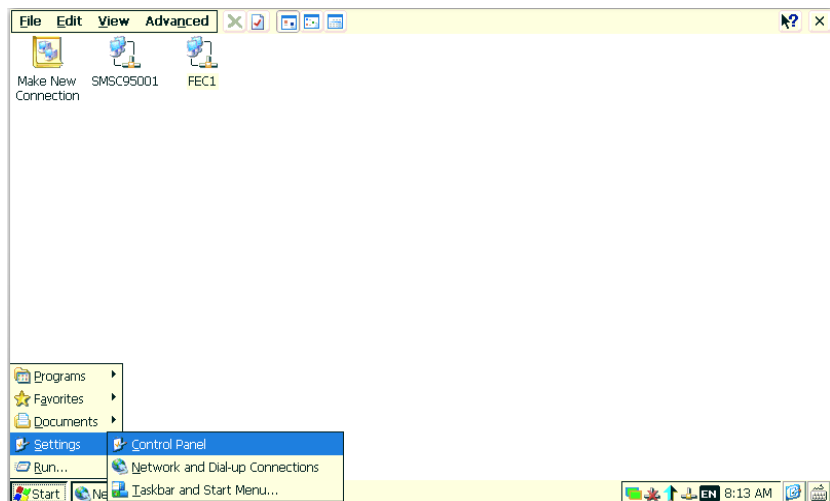 File Edit View Advanced
Make New Connection
SMSC95001
FEC1
Programs
Favorites
Documents
Settings
Run...
Control Panel
Network and Dial-up Connections
Taskbar and Start Menu...
Start Ne EN 8:13 AM